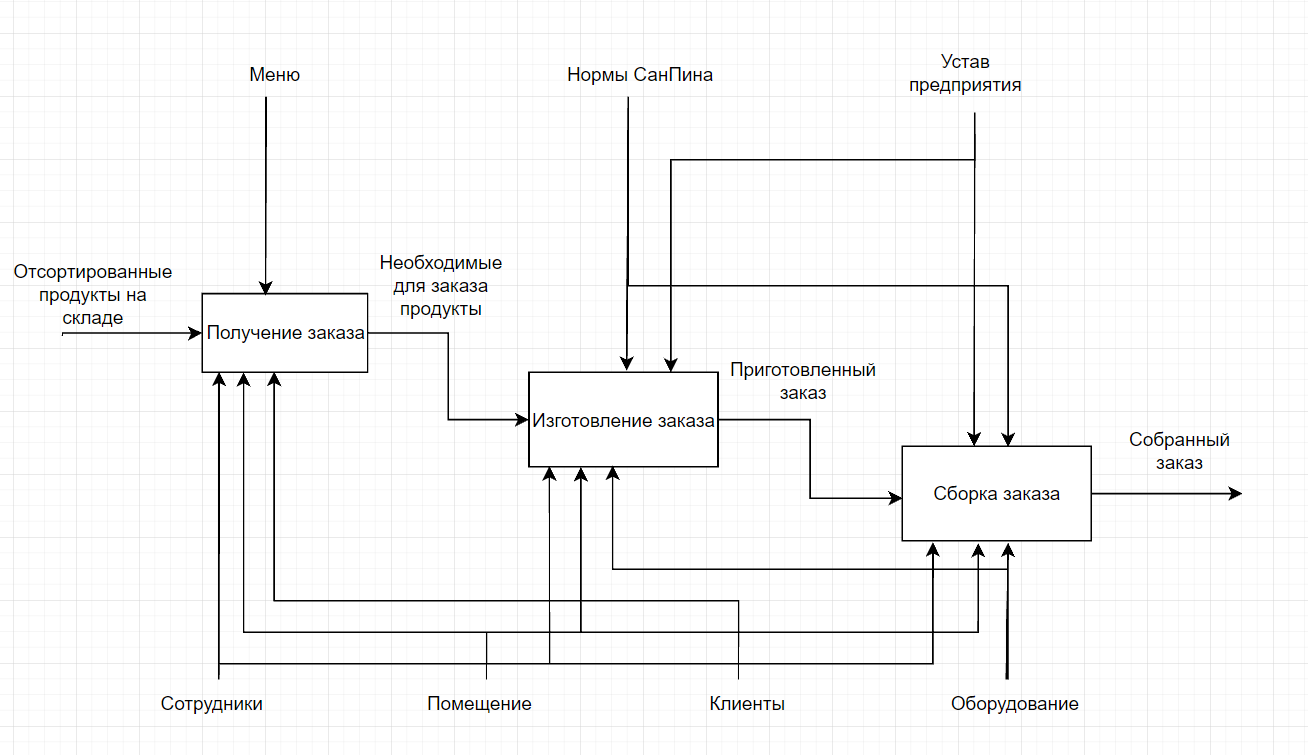 Меню
Нормы СанПина
Устав
предприятия
Отсортированные
продукты на
складе
Необходимые
для заказа
продукты
Получение заказа
Приготовленный
заказ
Изготовление заказа
Собранный
заказ
Сборка заказа
Сотрудники
Помещение
Клиенты
Оборудование